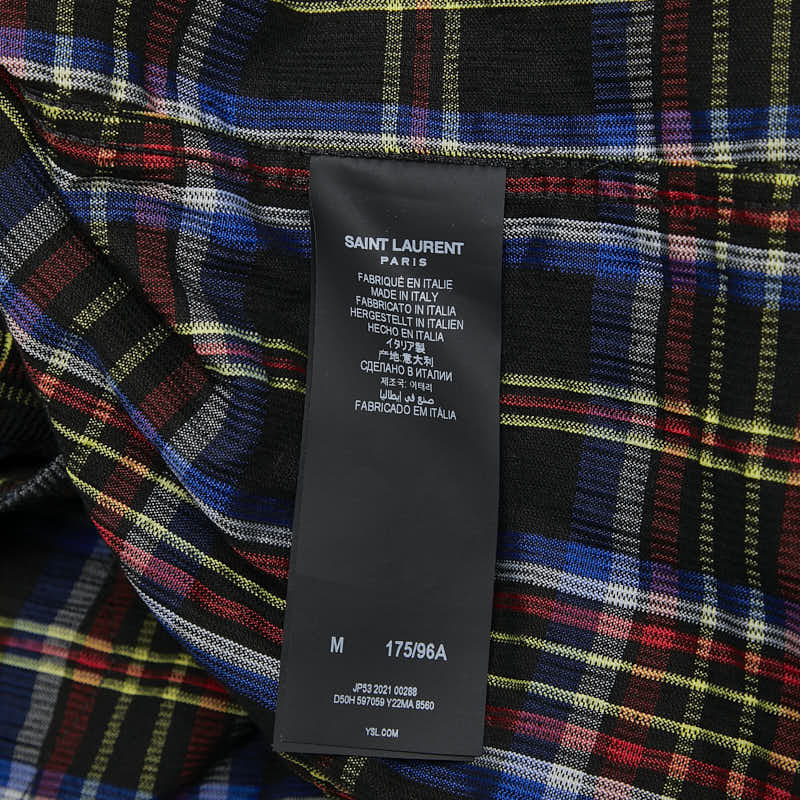 SAINT LAURENT
PARIS
FABRIQUÉ EN ITALIE
MADE IN ITALY
FABBRICATO IN ITALIA
HERGESTELLT IN ITALIEN
HECHO EN ITALIA
イタリア製
产地:意大利
СДЕЛАНО В ИТАЛИИ
제조국: 이태리
صنع في إيطاليا
FABRICADO EM ITÀLIA
M 175/96A
JP53 2021 00288
D50H 597059 Y22MA 8560
YSL.COM